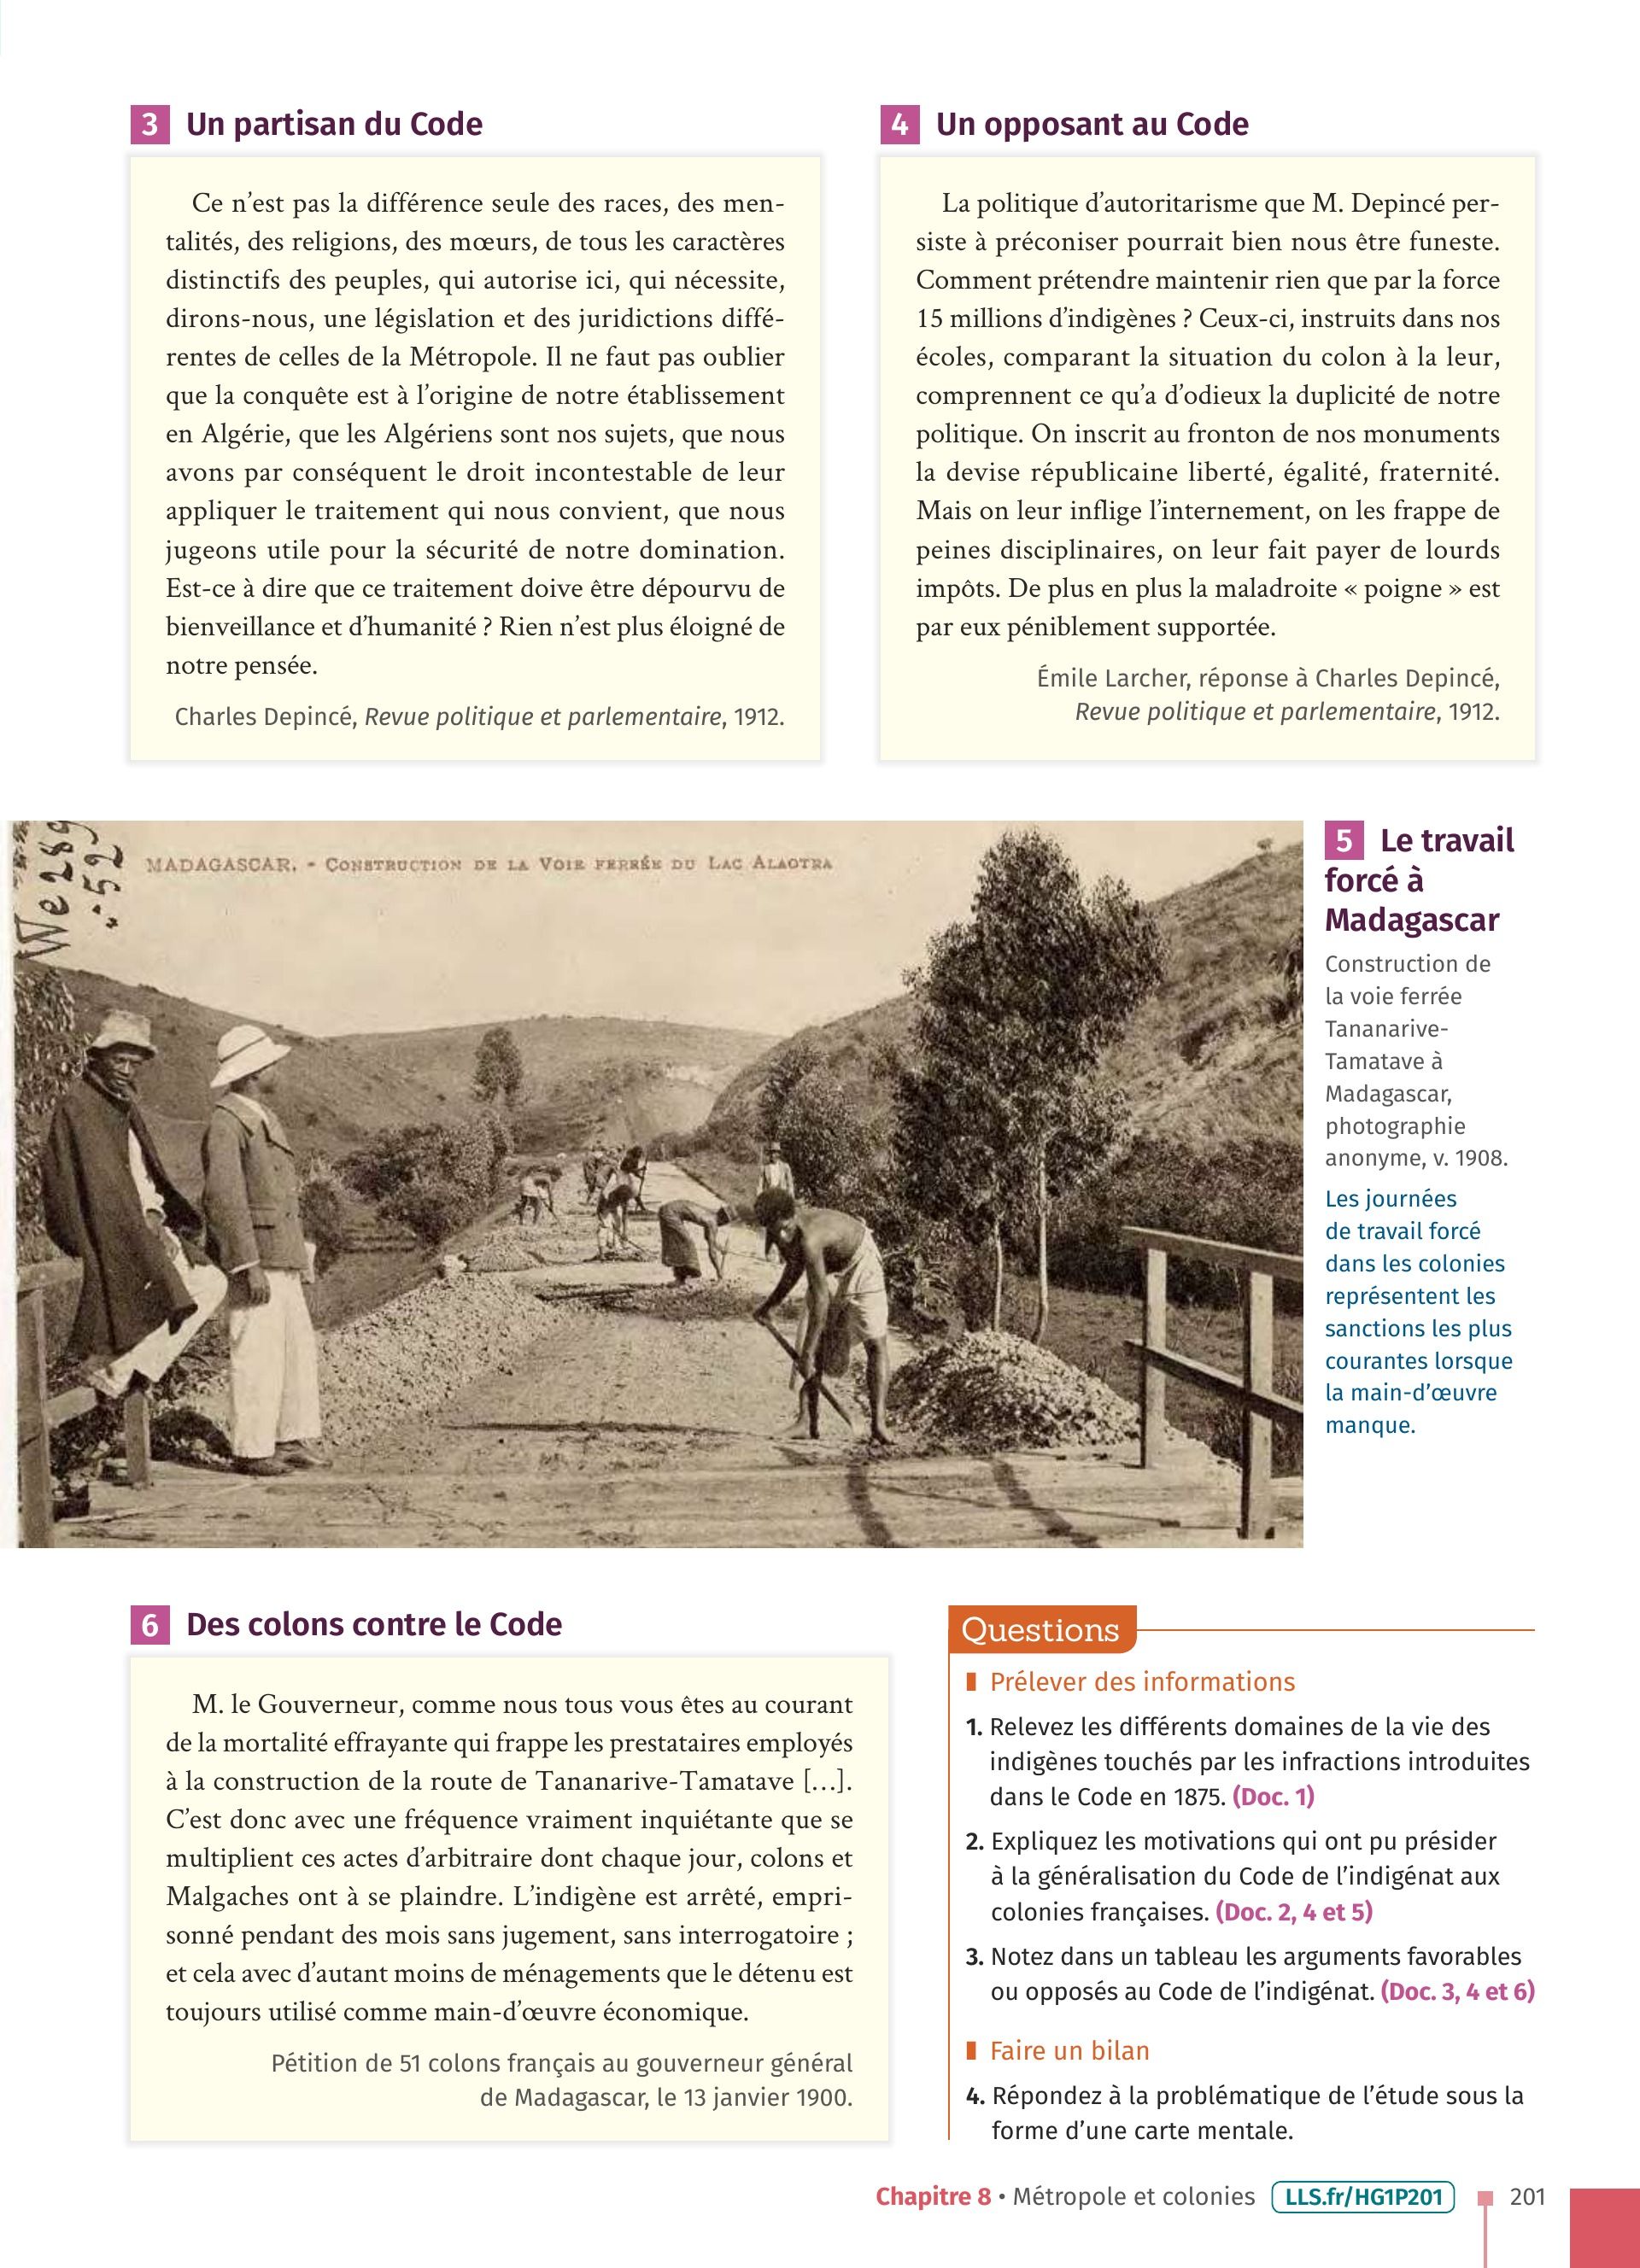 3 Un partisan du Code
Ce n’est pas la différence seule des races, des men-
talités, des religions, des mœurs, de tous les caractères
distinctifs des peuples, qui autorise ici, qui nécessite,
dirons-nous, une législation et des juridictions diffé-
rentes de celles de la Métropole. Il ne faut pas oublier
que la conquête est à l’origine de notre établissement
en Algérie, que les Algériens sont nos sujets, que nous
avons par conséquent le droit incontestable de leur
appliquer le traitement qui nous convient, que nous
jugeons utile pour la sécurité de notre domination.
Est-ce à dire que ce traitement doive être dépourvu de
bienveillance et d’humanité ? Rien n’est plus éloigné de
notre pensée.
Charles Depincé, Revue politique et parlementaire, 1912.
4 Un opposant au Code
La politique d’autoritarisme que M. Depincé per-
siste à préconiser pourrait bien nous être funeste.
Comment prétendre maintenir rien que par la force
15 millions d’indigènes ? Ceux-ci, instruits dans nos
écoles, comparant la situation du colon à la leur,
comprennent ce qu’a d’odieux la duplicité de notre
politique. On inscrit au fronton de nos monuments
la devise républicaine liberté, égalité, fraternité.
Mais on leur inflige l’internement, on les frappe de
peines disciplinaires, on leur fait payer de lourds
impôts. De plus en plus la maladroite « poigne » est
par eux péniblement supportée.
Émile Larcher, réponse à Charles Depincé,
Revue politique et parlementaire, 1912.
MADAGASCAR. - CONSTRUCTION DE LA VOIE FERRÉE DU LAC ALAOTRA
5 Le travail
forcé à
Madagascar
Construction de
la voie ferrée
Tananarive-
Tamatave à
Madagascar,
photographie
anonyme, v. 1908.
Les journées
de travail forcé
dans les colonies
représentent les
sanctions les plus
courantes lorsque
la main-d’œuvre
manque.
6 Des colons contre le Code
M. le Gouverneur, comme nous tous vous êtes au courant
de la mortalité effrayante qui frappe les prestataires employés
à la construction de la route de Tananarive-Tamatave [...].
C’est donc avec une fréquence vraiment inquiétante que se
multiplient ces actes d’arbitraire dont chaque jour, colons et
Malgaches ont à se plaindre. L’indigène est arrêté, empri-
sonné pendant des mois sans jugement, sans interrogatoire ;
et cela avec d’autant moins de ménagements que le détenu est
toujours utilisé comme main-d’œuvre économique.
Pétition de 51 colons français au gouverneur général
de Madagascar, le 13 janvier 1900.
Questions
Prélever des informations
1. Relevez les différents domaines de la vie des
indigènes touchés par les infractions introduites
dans le Code en 1875. (Doc. 1)
2. Expliquez les motivations qui ont pu présider
à la généralisation du Code de l’indigénat aux
colonies françaises. (Doc. 2, 4 et 5)
3. Notez dans un tableau les arguments favorables
ou opposés au Code de l’indigénat. (Doc. 3, 4 et 6)
Faire un bilan
4. Répondez à la problématique de l’étude sous la
forme d’une carte mentale.
Chapitre 8 • Métropole et colonies LLS.fr/HG1P201 201